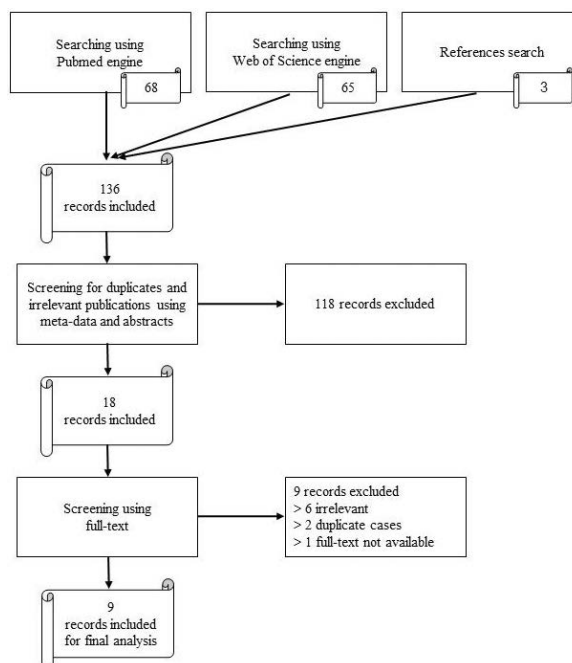 Searching using
Pubmed engine
68
Searching using
Web of Science engine
65
References search
3
136
records included
Screening for duplicates and
irrelevant publications using
meta-data and abstracts
118 records excluded
18
records included
Screening using
full-text
9 records excluded
> 6 irrelevant
> 2 duplicate cases
> 1 full-text not available
9
records included
for final analysis